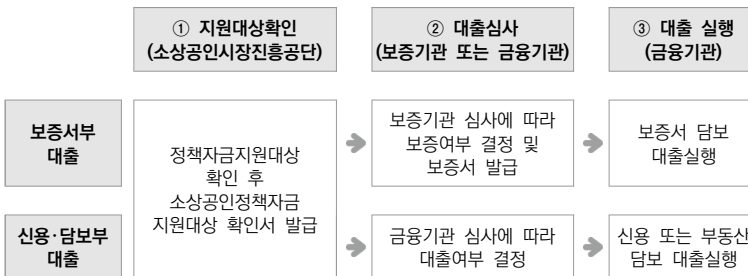 ① 지원대상확인
(소상공인시장진흥공단)
② 대출심사
(보증기관 또는 금융기관)
③ 대출 실행
(금융기관)
보증서부
대출
정책자금지원대상
확인 후
소상공인정책자금
지원대상 확인서 발급
보증기관 심사에 따라
보증여부 결정 및
보증서 발급
보증서 담보
대출실행
신용·담보부
대출
금융기관 심사에 따라
대출여부 결정
신용 또는 부동산
담보 대출실행